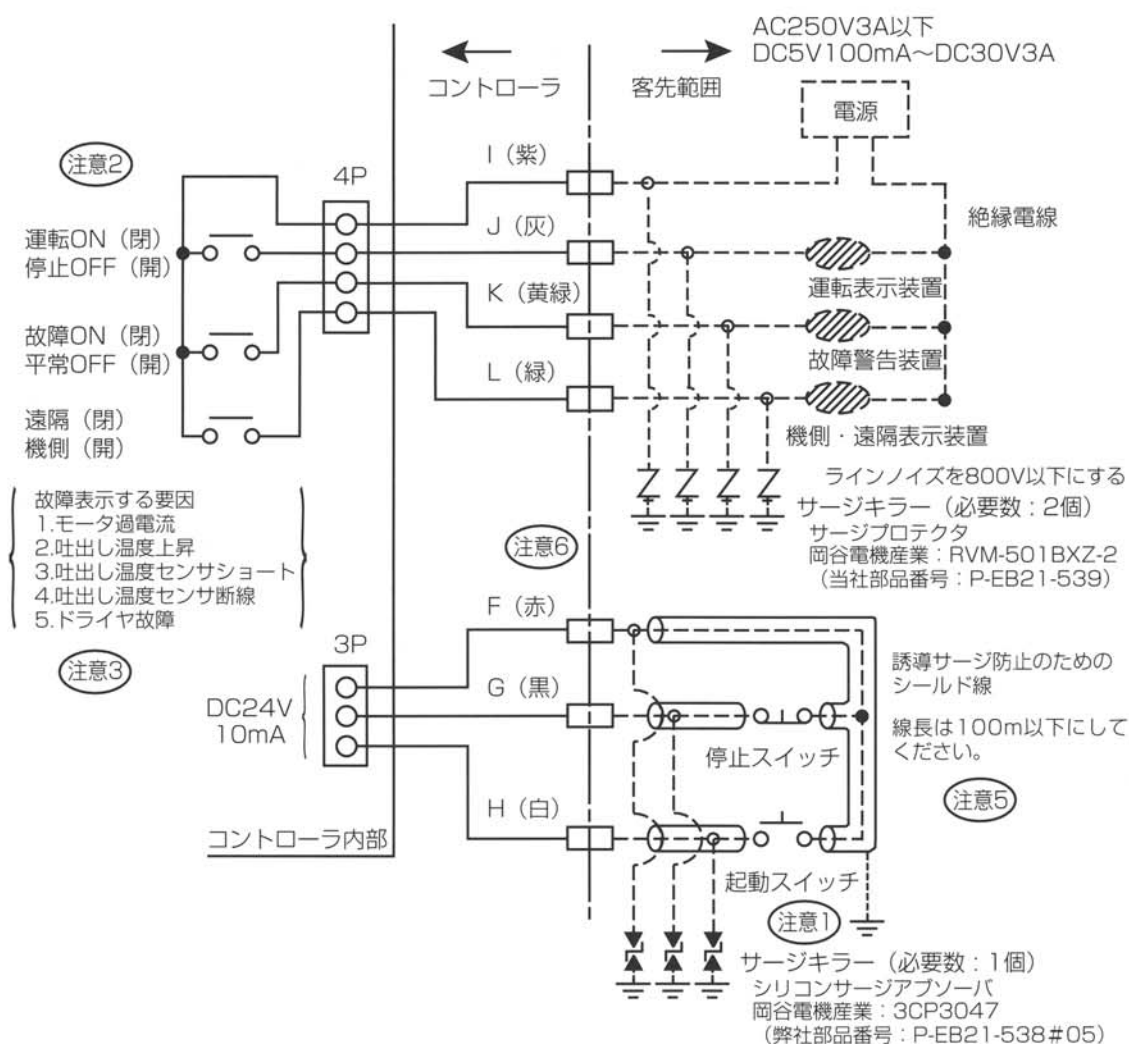 AC250V3A以下
DC5V100mA～DC30V3A
コントローラ
客先範囲
電源
注意2
4P
I（紫）
J（灰）
K（黄緑）
L（緑）
絶縁電線
運転ON（閉）
停止OFF（開）
運転表示装置
故障ON（閉）
平常OFF（開）
故障警告装置
遠隔（閉）
機側（開）
機側・遠隔表示装置
故障表示する要因
1.モータ過電流
2.吐出し温度上昇
3.吐出し温度センサショート
4.吐出し温度センサ断線
5.ドライヤ故障
ラインノイズを800V以下にする
サージキラー（必要数：2個）
サージプロテクタ
岡谷電機産業：RVM-501BXZ-2
（当社部品番号：P-EB21-539）
注意6
注意3
3P
DC24V
10mA
F（赤）
G（黒）
H（白）
誘導サージ防止のための
シールド線
線長は100m以下にして
ください。
停止スイッチ
注意5
コントローラ内部
起動スイッチ
注意1
サージキラー（必要数：1個）
シリコンサージアブソーバ
岡谷電機産業：3CP3047
（弊社部品番号：P-EB21-538#05）